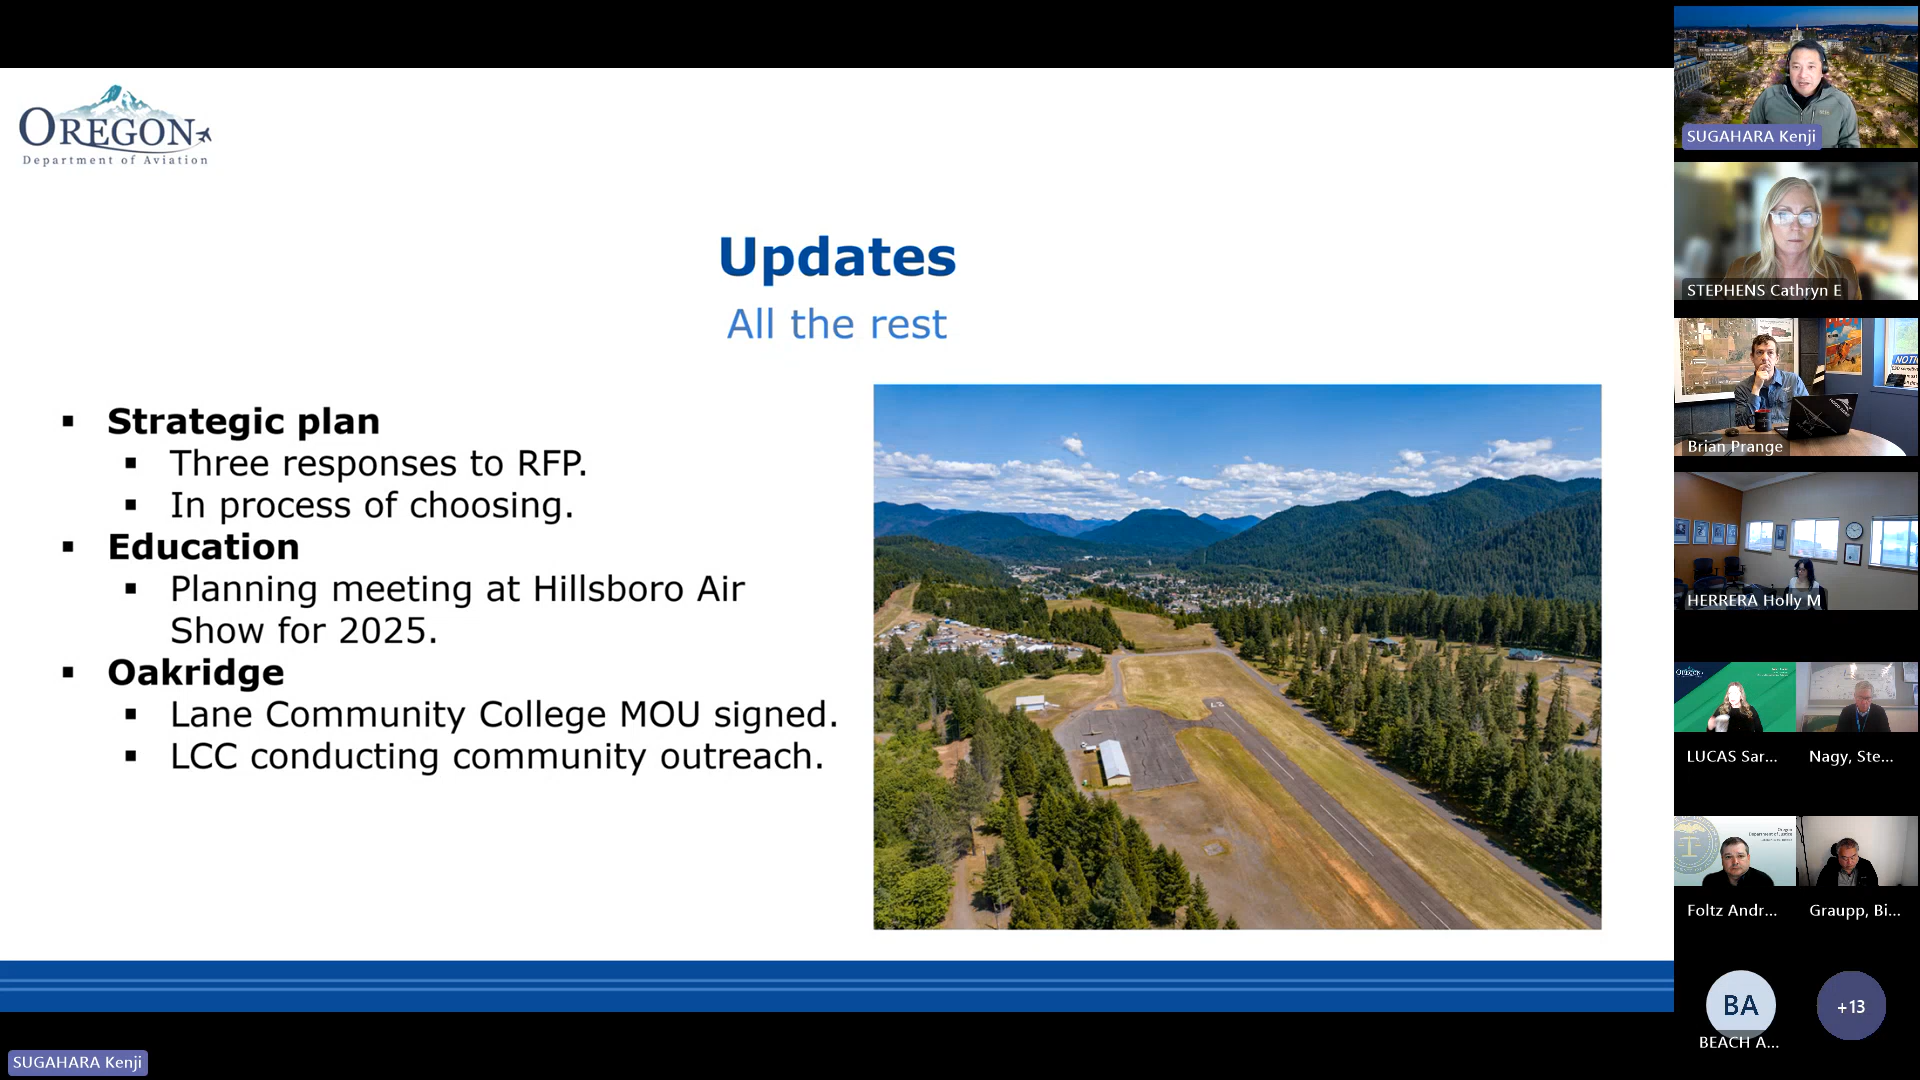 OREGON
Department of Aviation
Updates
All the rest
▪ Strategic plan
▪ Three responses to RFP.
▪ In process of choosing.
▪ Education
▪ Planning meeting at Hillsboro Air
Show for 2025.
▪ Oakridge
▪ Lane Community College MOU signed.
▪ LCC conducting community outreach.
SUGAHARA Kenji
SUGAHARA Kenji
STEPHENS Cathryn E
Brian Prange
HERRERA Holly M
LUCAS Sar...
Nagy, Ste...
Foltz Andr...
Graupp, Bi...
BA
BEACH A...
+13